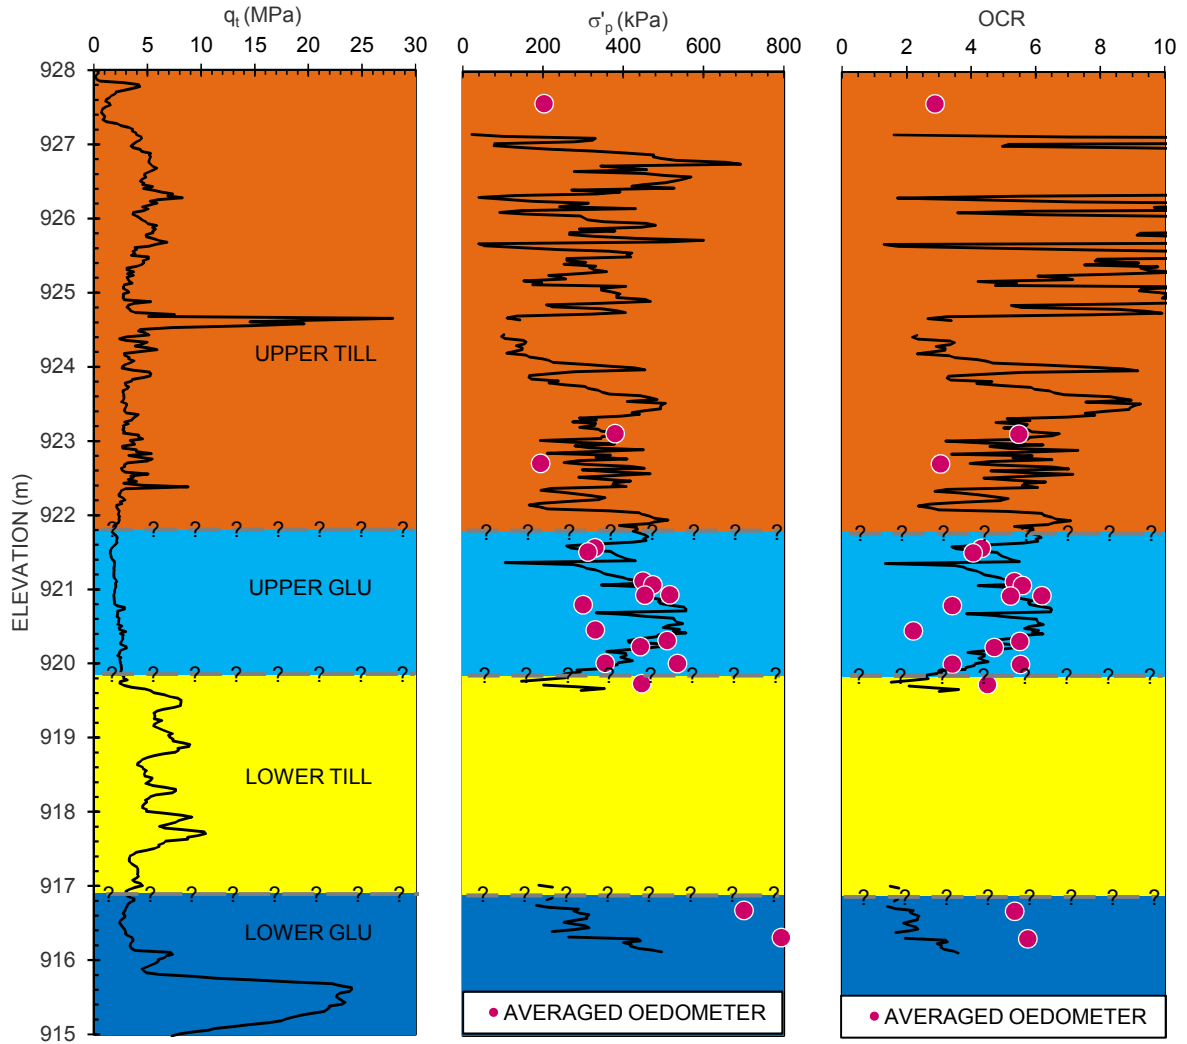 qt (MPa)
0 5 10 15 20 25 30
σ'p (kPa)
0 200 400 600 800
OCR
0 2 4 6 8 10
ELEVATION (m)
928
927
926
925
924
923
922
921
920
919
918
917
916
915
UPPER TILL
? ? ? ? ? ? ? ?
? ? ? ? ? ? ? ?
? ? ? ? ? ? ? ?
UPPER GLU
? ? ? ? ? ? ? ?
? ? ? ? ? ? ? ?
? ? ? ? ? ? ? ?
LOWER TILL
? ? ? ? ? ? ? ?
? ? ? ? ? ? ? ?
? ? ? ? ? ? ? ?
LOWER GLU
AVERAGED OEDOMETER
AVERAGED OEDOMETER